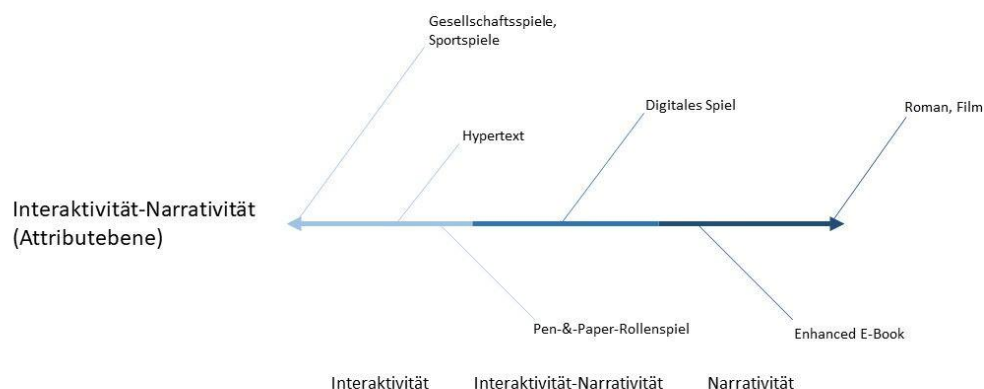 Gesellschaftsspiele,
Sportspiele
Digitales Spiel
Roman, Film
Hypertext
Interaktivität-Narrativität
(Attributebene)
Pen-&-Paper-Rollenspiel
Enhanced E-Book
Interaktivität
Interaktivität-Narrativität
Narrativität